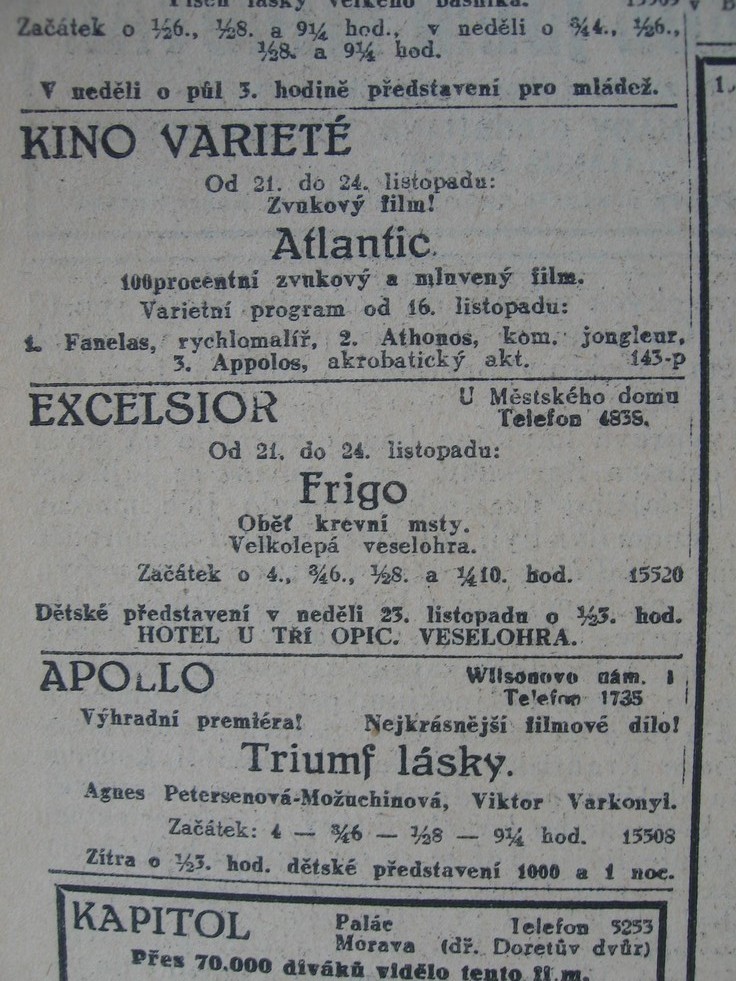 Píseň lásky velkého básníka. 15509
Začátek o ½6., ½8. a 9¼ hod., v neděli o ¾4., ½6.,
½8. a 9¼ hod.
V neděli o půl 3. hodině představení pro mládež.
KINO VARIETÉ
Od 21. do 24. listopadu:
Zvukový film!
Atlantic.
100procentní zvukový a mluvený film.
Varietní program od 16. listopadu:
1. Fanelas, rychlomalíř, 2. Athonos, kom. jongleur,
3. Appolos, akrobatický akt. 143-p
EXCELSIOR
U Městského domu
Telefon 4838.
Od 21. do 24. listopadu:
Frigo
Oběť krevní msty.
Velkolepá veselohra.
Začátek o 4., ¾6., ½8. a ¼10. hod. 15520
Dětské představení v neděli 23. listopadu o ½3. hod.
HOTEL U TŘÍ OPIC. VESELOHRA.
APOLLO
Wilsonovo nám. 1
Telefon 1735
Výhradní premiéra! Nejkrásnější filmové dílo!
Triumf lásky.
Agnes Petersenová-Možuchinová, Viktor Varkonyi.
Začátek: 4 — ¾6 — ½8 — 9¼ hod. 15508
Zítra o ½3. hod. dětské představení 1000 a 1 noc.
KAPITOL
Palác Telefon 5253
Morava (dř. Doretův dvůr)
Přes 70.000 diváků vidělo tento film.
1.